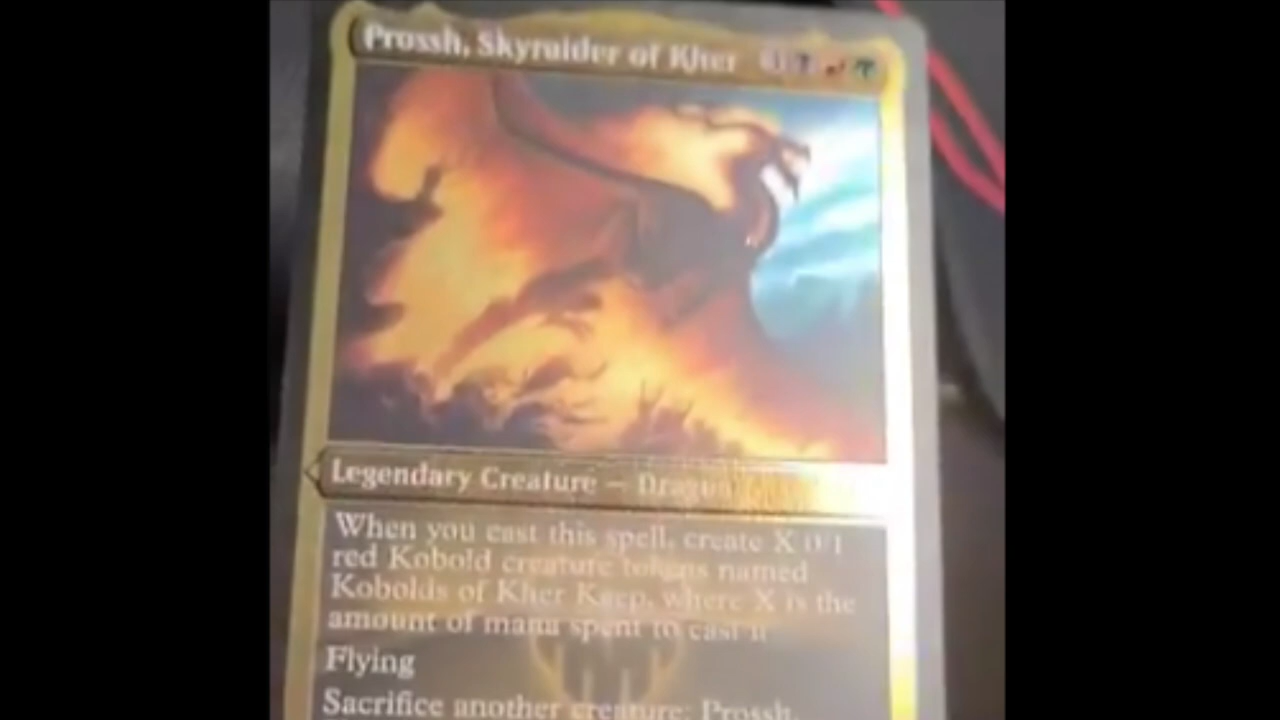 Prossh, Skyraider of Kher
Legendary Creature – Dragon
When you cast this spell, create X 0/1
red Kobold creature tokens named
Kobolds of Kher Keep, where X is the
amount of mana spent to cast it
Flying
Sacrifice another creature: Prossh,